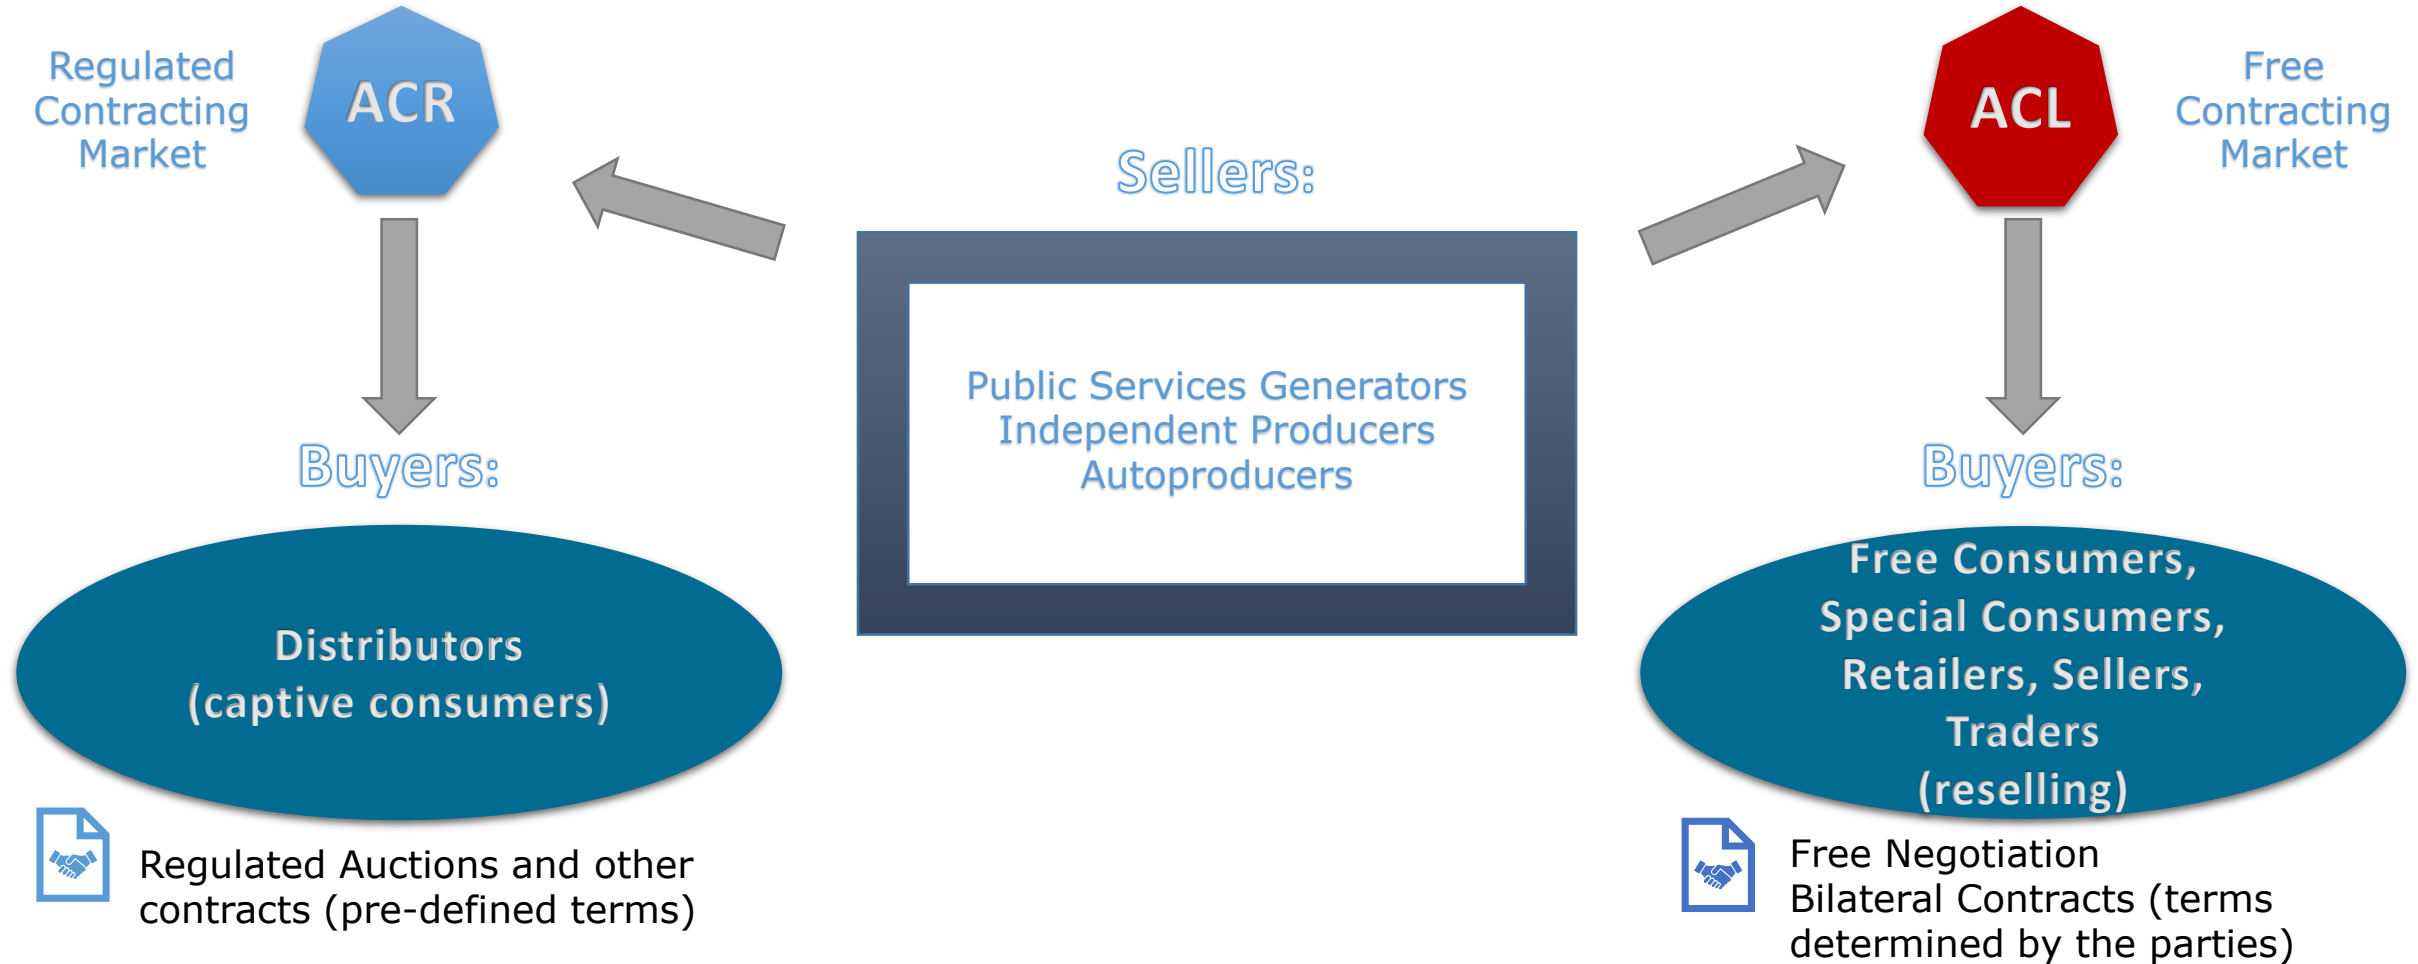 Regulated
Contracting
Market
ACR
Sellers:
ACL
Free
Contracting
Market
Public Services Generators
Independent Producers
Autoproducers
Buyers:
Distributors
(captive consumers)
Regulated Auctions and other
contracts (pre-defined terms)
Buyers:
Free Consumers,
Special Consumers,
Retailers, Sellers,
Traders
(reselling)
Free Negotiation
Bilateral Contracts (terms
determined by the parties)